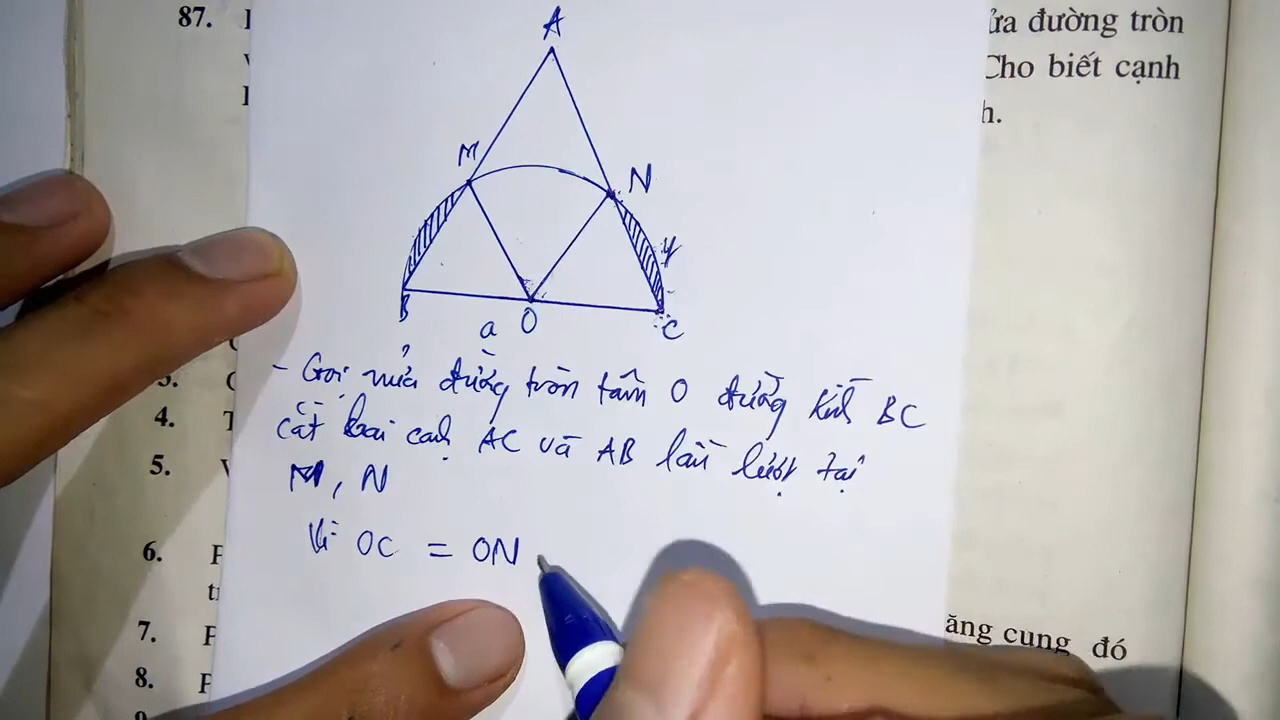 87.
ửa đường tròn
Cho biết cạnh
h.
A
M
N
y
B
a O
C
- Gọi nửa đường tròn tâm O đường kính BC
cắt hai cạnh AC và AB lần lượt tại
M, N
Vì OC = ON
3.
4.
5.
6.
7.
8.
ăng cung đó